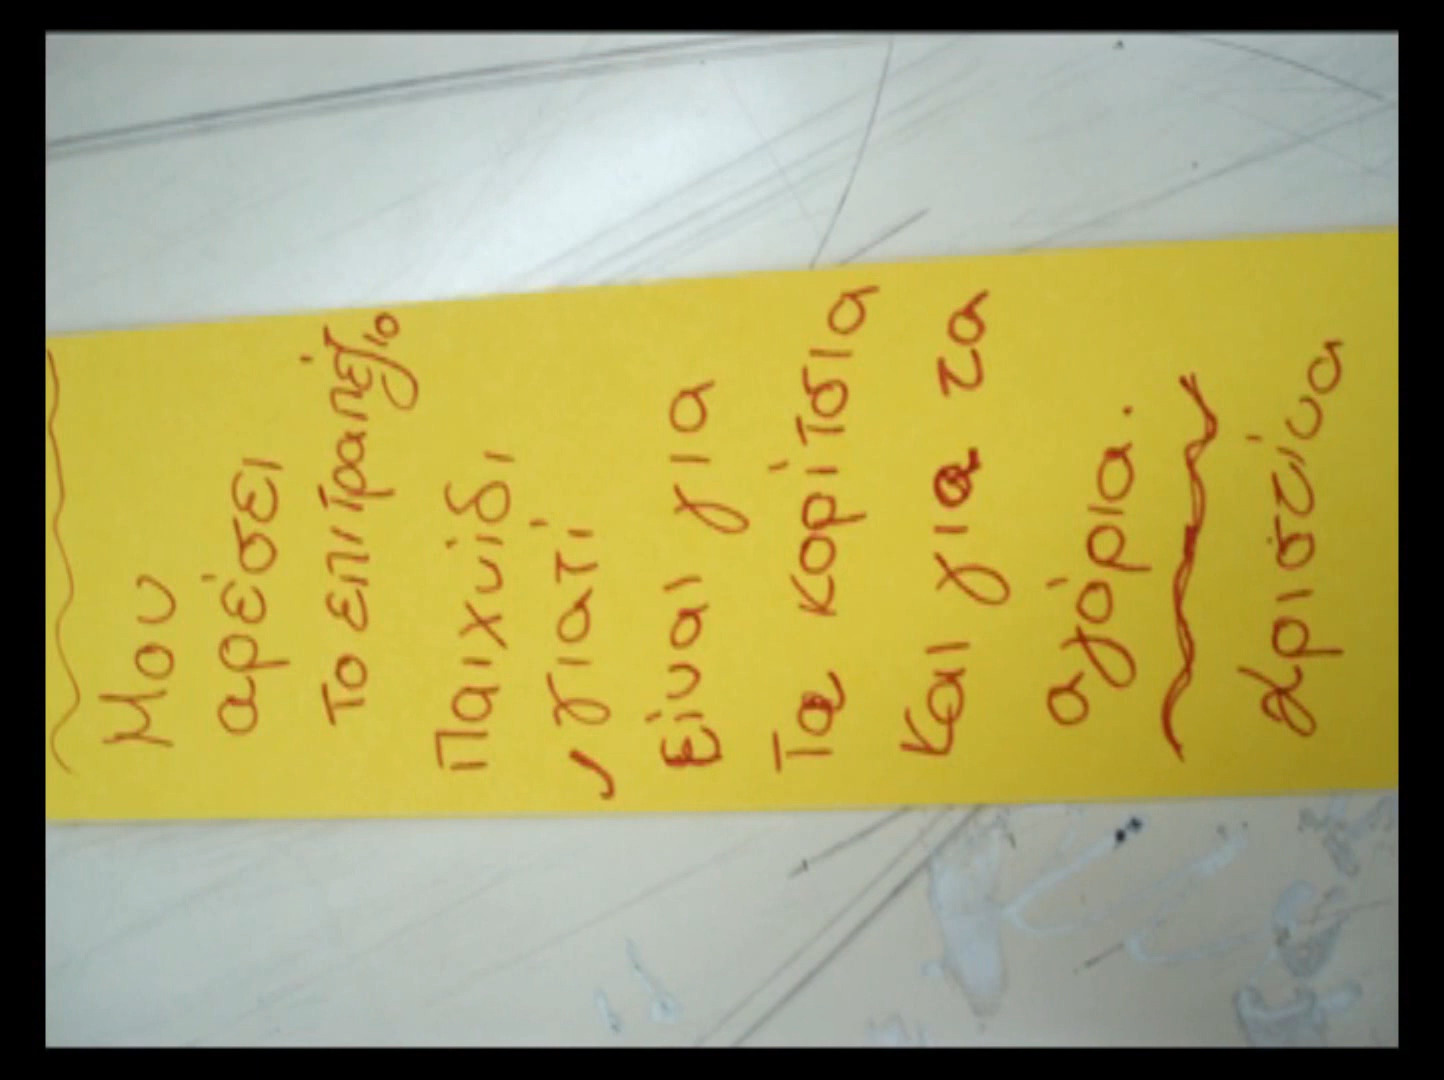 Μου
αρέσει
το επιτραπέζιο
παιχνίδι
, γιατί
είναι για
τα κορίτσια
και για τα
αγόρια.
Χριστίνα